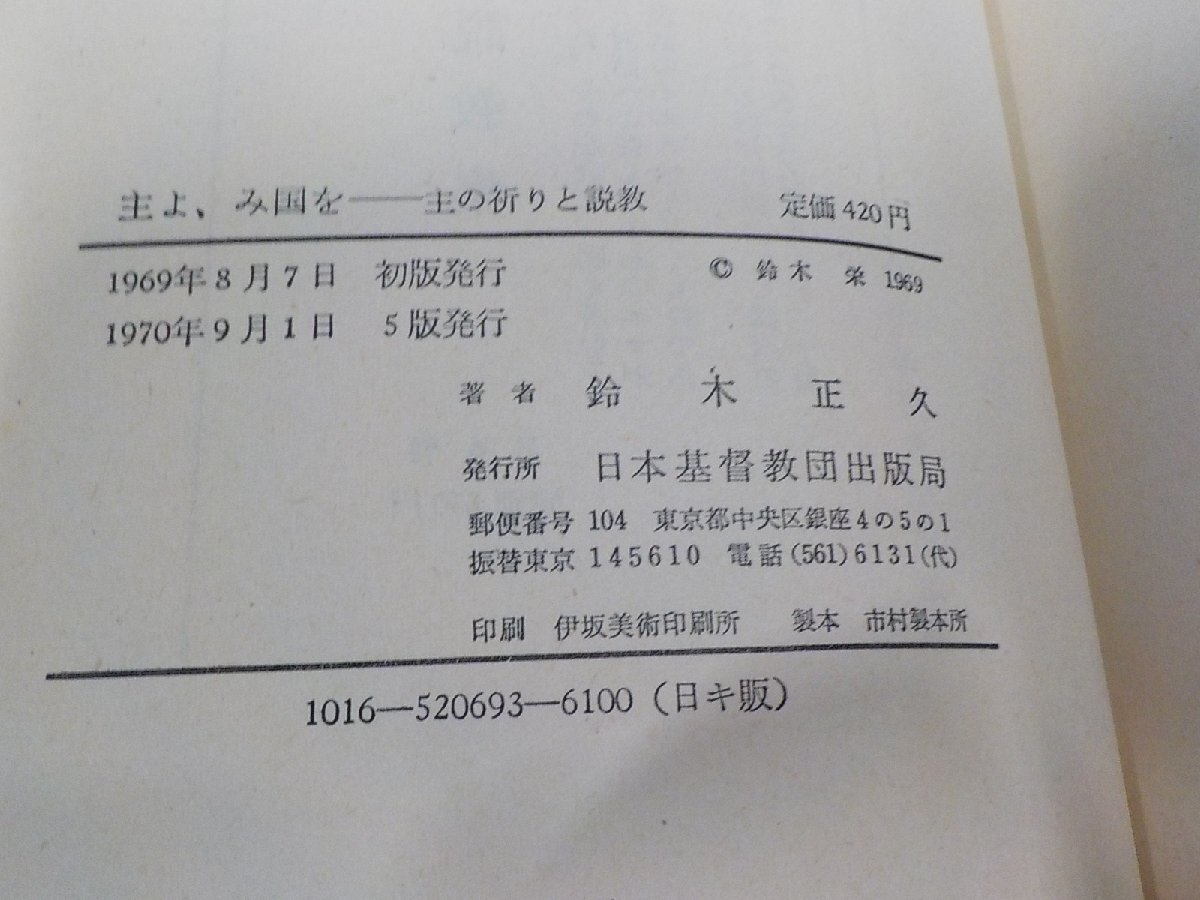 主よ、み国を――主の祈りと説教 定価420円
1969年8月7日 初版発行 © 鈴木 栄 1969
1970年9月1日 5版発行
著者 鈴木正久
発行所 日本基督教団出版局
郵便番号 104 東京都中央区銀座4の5の1
振替東京 145610 電話(561)6131(代)
印刷 伊坂美術印刷所 製本 市村製本所
1016―520693―6100(日キ販)